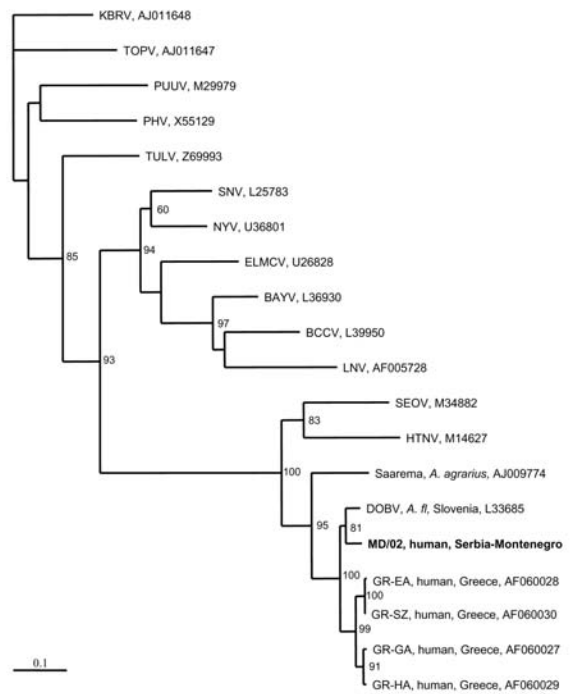 KBRV, AJ011648
TOPV, AJ011647
PUUV, M29979
PHV, X55129
TULV, Z69993
SNV, L25783
60
NYV, U36801
94
85
ELMCV, U26828
BAYV, L36930
97
BCCV, L39950
93
LNV, AF005728
SEOV, M34882
83
HTNV, M14627
100
Saarema, A. agrarius, AJ009774
DOBV, A. fl, Slovenia, L33685
95
81
MD/02, human, Serbia-Montenegro
100
GR-EA, human, Greece, AF060028
100
GR-SZ, human, Greece, AF060030
99
GR-GA, human, Greece, AF060027
91
GR-HA, human, Greece, AF060029
0.1